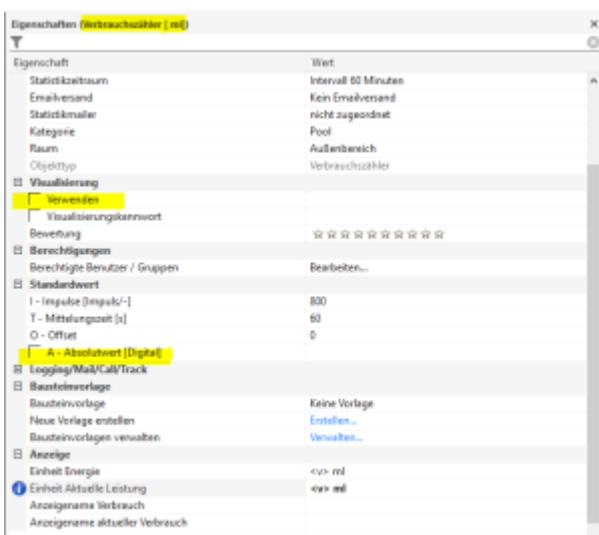 Eigenschaften (Verbrauchszähler [ ml])
Eigenschaft Wert
Statistikzeitraum Intervall 60 Minuten
Emailversand Kein Emailversand
Statistikmailer nicht zugeordnet
Kategorie Pool
Raum Außenbereich
Objekttyp Verbrauchszähler
Visualisierung
Verwenden
Visualisierungskennwort
Bewertung
Berechtigungen
Berechtigte Benutzer / Gruppen Bearbeiten...
Standardwert
I - Impulse [Impuls/-] 800
T - Mittelungszeit [s] 60
O - Offset 0
A - Absolutwert [Digital]
Logging/Mail/Call/Track
Bausteinvorlage
Bausteinvorlage Keine Vorlage
Neue Vorlage erstellen Erstellen...
Bausteinvorlagen verwalten Verwalten...
Anzeige
Einheit Energie <v> ml
Einheit Aktuelle Leistung <v> ml
Anzeigename Verbrauch
Anzeigename aktueller Verbrauch